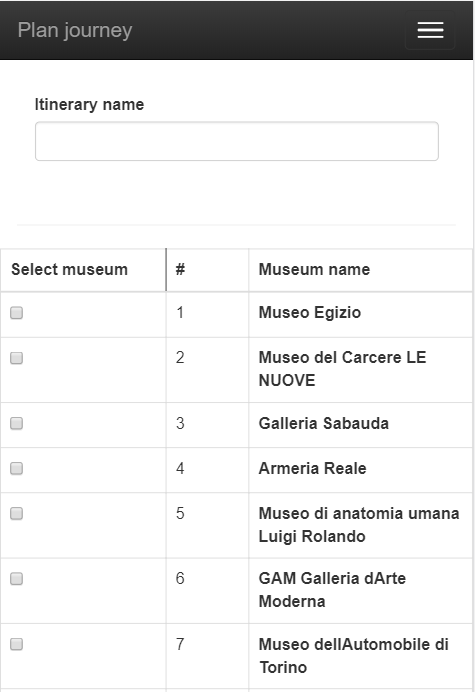 Plan journey
Itinerary name
Select museum # Museum name
1 Museo Egizio
2 Museo del Carcere LE
NUOVE
3 Galleria Sabauda
4 Armeria Reale
5 Museo di anatomia umana
Luigi Rolando
6 GAM Galleria dArte
Moderna
7 Museo dellAutomobile di
Torino